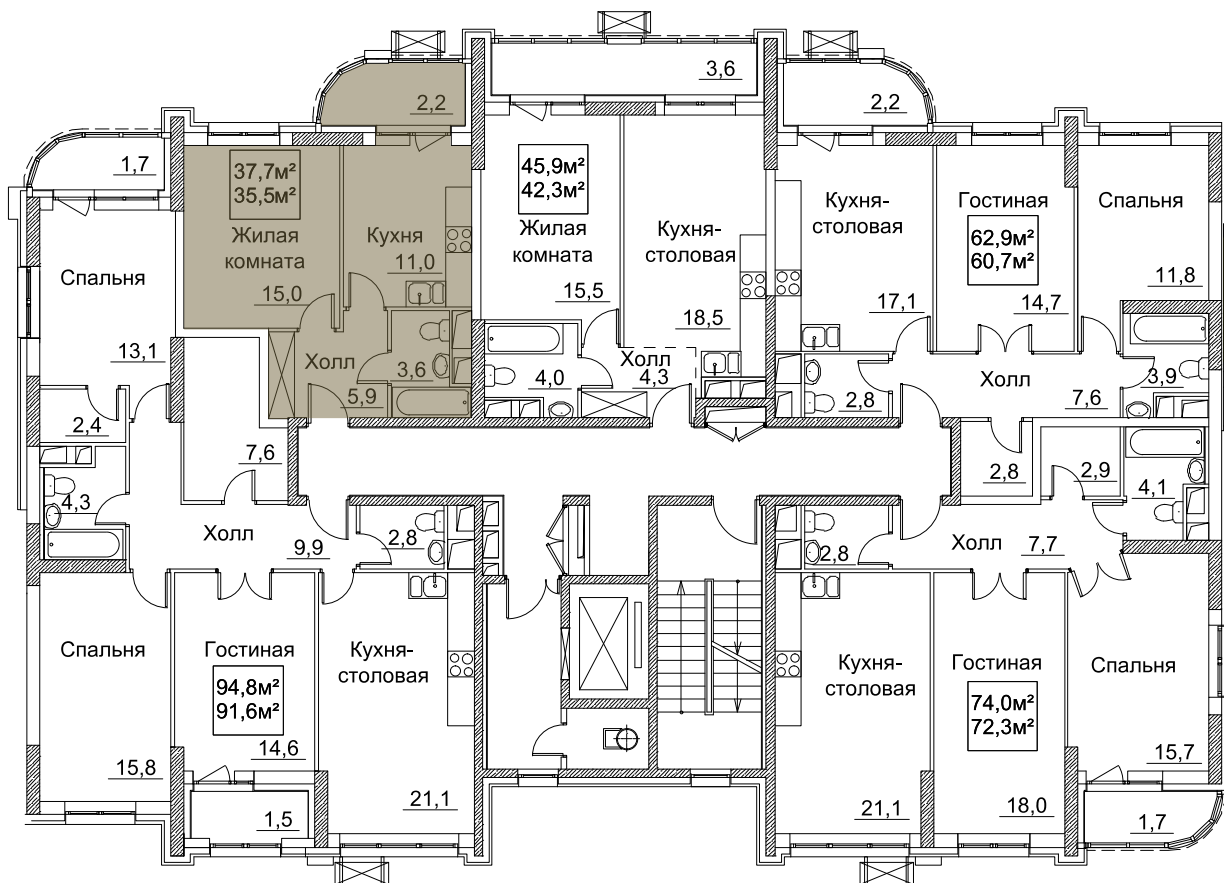 3,6
2,2
2,2
1,7
37,7м²
35,5м²
Жилая
комната
15,0
Кухня
11,0
45,9м²
42,3м²
Жилая
комната
15,5
Кухня-
столовая
18,5
Кухня-
столовая
17,1
Гостиная
62,9м²
60,7м²
14,7
Спальня
11,8
Спальня
13,1
Холл
5,9
3,6
4,0
Холл
4,3
2,8
Холл
7,6
3,9
2,4
7,6
4,3
Холл
9,9
2,8
2,8
2,9
4,1
2,8
Холл
7,7
Спальня
15,8
Гостиная
94,8м²
91,6м²
14,6
Кухня-
столовая
21,1
1,5
Кухня-
столовая
21,1
Гостиная
74,0м²
72,3м²
18,0
Спальня
15,7
1,7